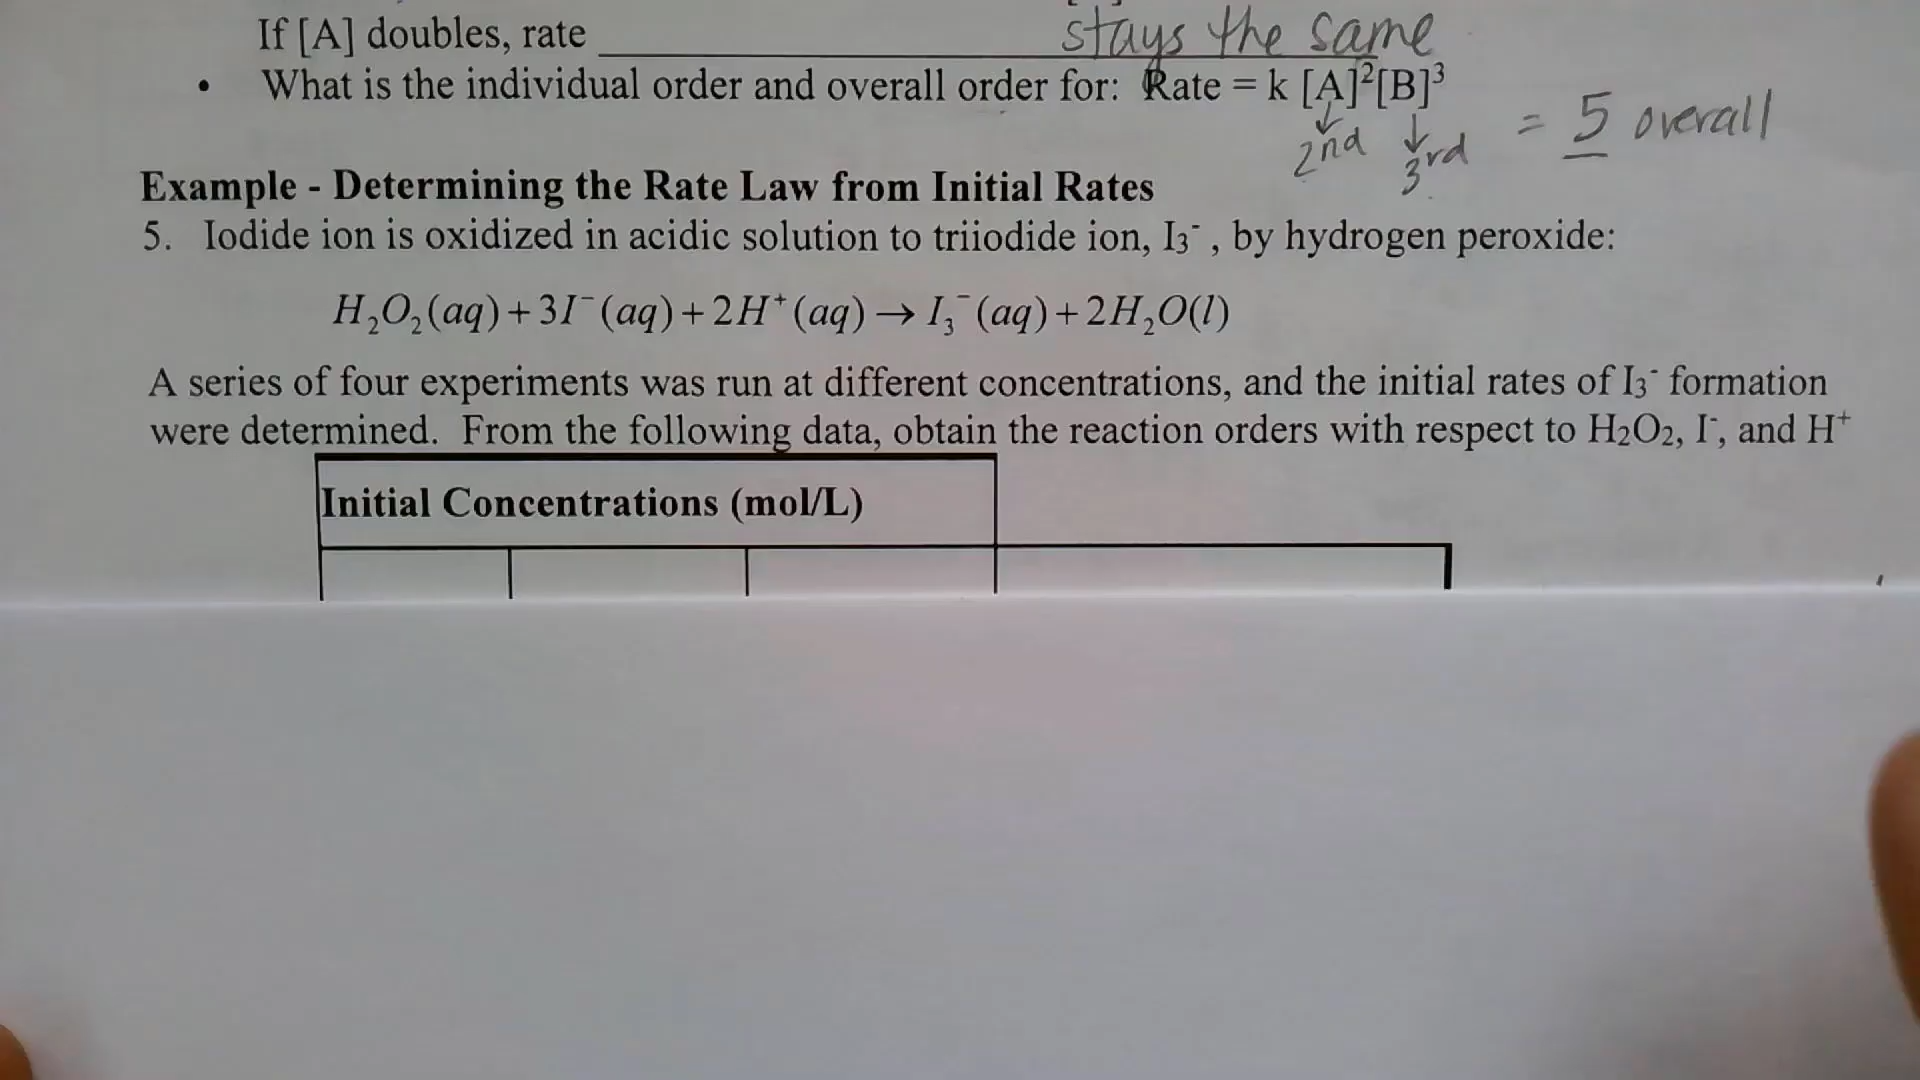 If [A] doubles, rate ____________________ stays the same
• What is the individual order and overall order for: Rate = k [A]²[B]³
2nd 3rd = 5 overall
Example - Determining the Rate Law from Initial Rates
5. Iodide ion is oxidized in acidic solution to triiodide ion, I₃⁻ , by hydrogen peroxide:
H₂O₂(aq) + 3I⁻(aq) + 2H⁺(aq) → I₃⁻(aq) + 2H₂O(l)
A series of four experiments was run at different concentrations, and the initial rates of I₃⁻ formation
were determined. From the following data, obtain the reaction orders with respect to H₂O₂, I⁻, and H⁺
Initial Concentrations (mol/L)